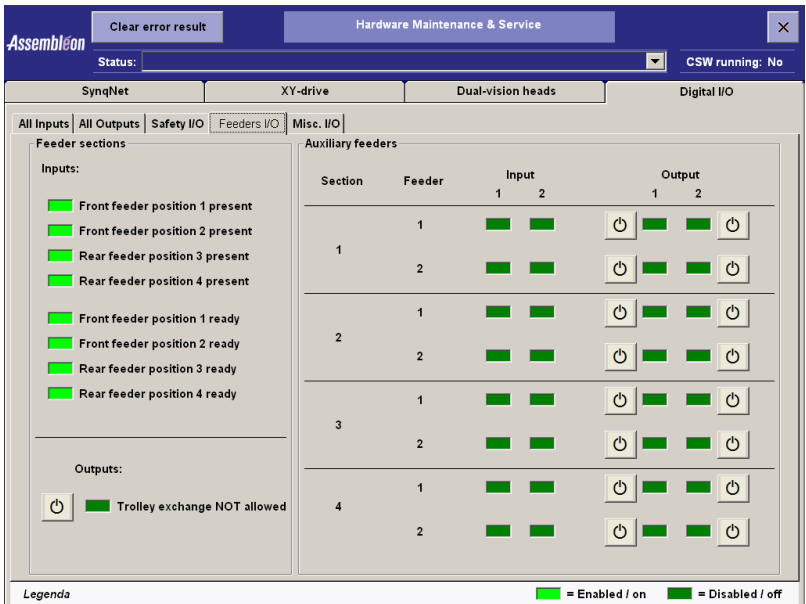 Assembléon
Clear error result
Hardware Maintenance & Service
Status:
CSW running: No
SynqNet
XY-drive
Dual-vision heads
Digital I/O
All Inputs
All Outputs
Safety I/O
Feeders I/O
Misc. I/O
Feeder sections
Inputs:
Front feeder position 1 present
Front feeder position 2 present
Rear feeder position 3 present
Rear feeder position 4 present
Front feeder position 1 ready
Front feeder position 2 ready
Rear feeder position 3 ready
Rear feeder position 4 ready
Outputs:
Trolley exchange NOT allowed
Auxiliary feeders
Section Feeder Input Output
1 2 1 2
1
1
2
1
2
2
1
3
2
1
4
2
Legenda
= Enabled / on
= Disabled / off